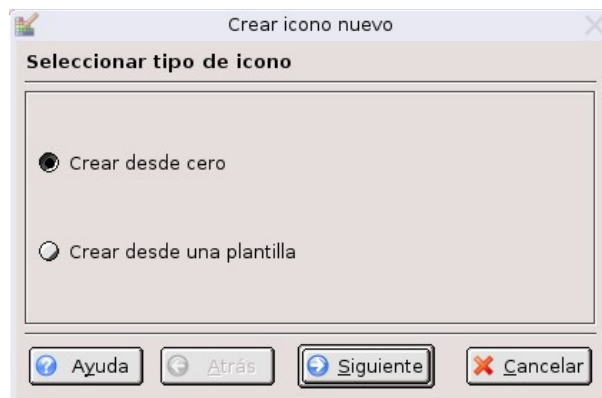 Crear icono nuevo
Seleccionar tipo de icono
Crear desde cero
Crear desde una plantilla
Ayuda Atrás Siguiente Cancelar